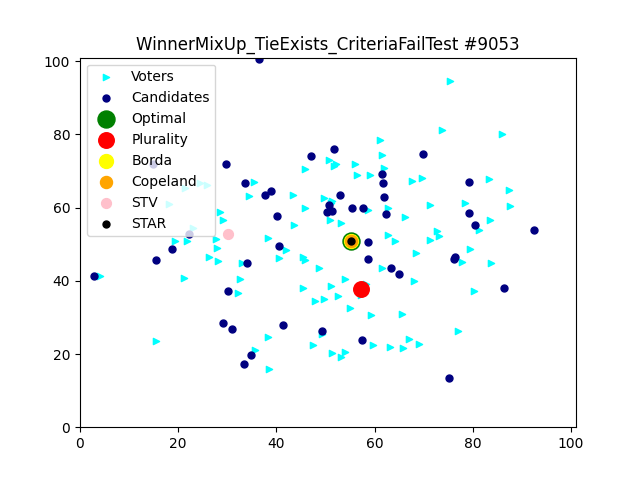 WinnerMixUp_TieExists_CriteriaFailTest #9053
100
80
60
40
20
0
Voters
Candidates
Optimal
Plurality
Borda
Copeland
STV
STAR
0 20 40 60 80 100